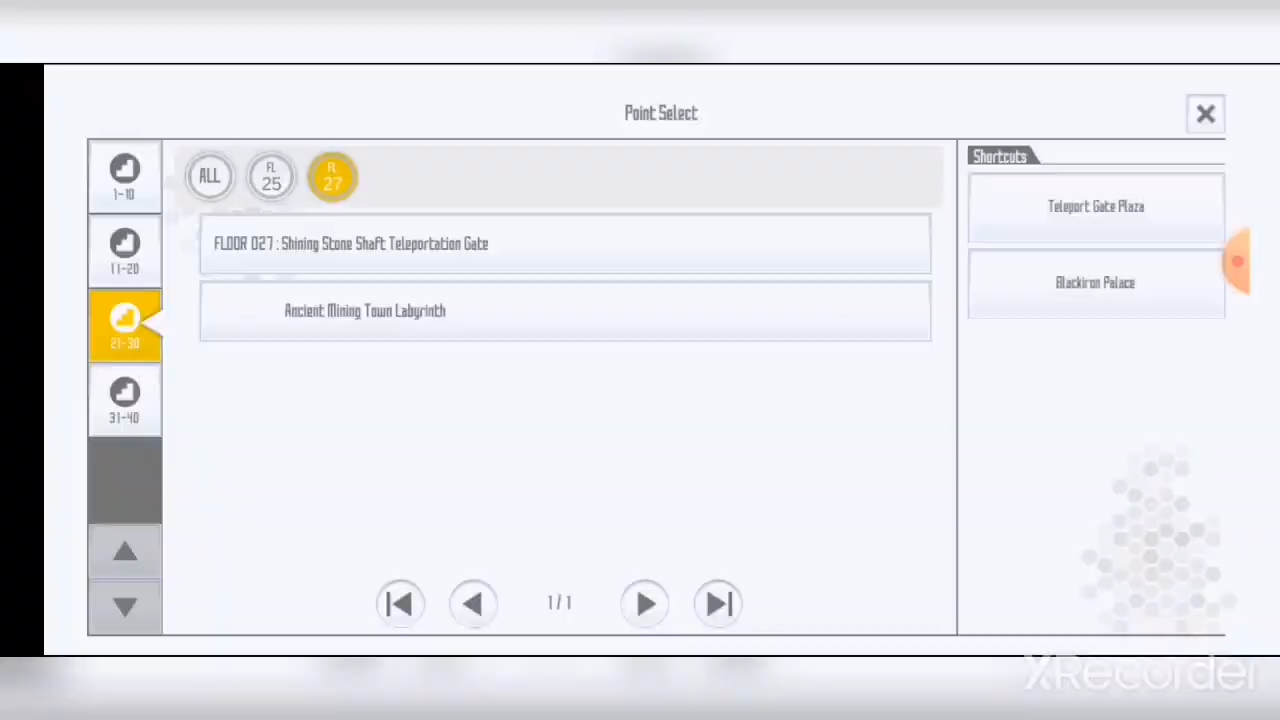 Point Select
1-10
11-20
21-30
31-40
ALL
FL
25
FL
27
FLOOR 027 : Shining Stone Shaft Teleportation Gate
Ancient Mining Town Labyrinth
1/1
Shortcuts
Teleport Gate Plaza
Blackiron Palace
XRecorder